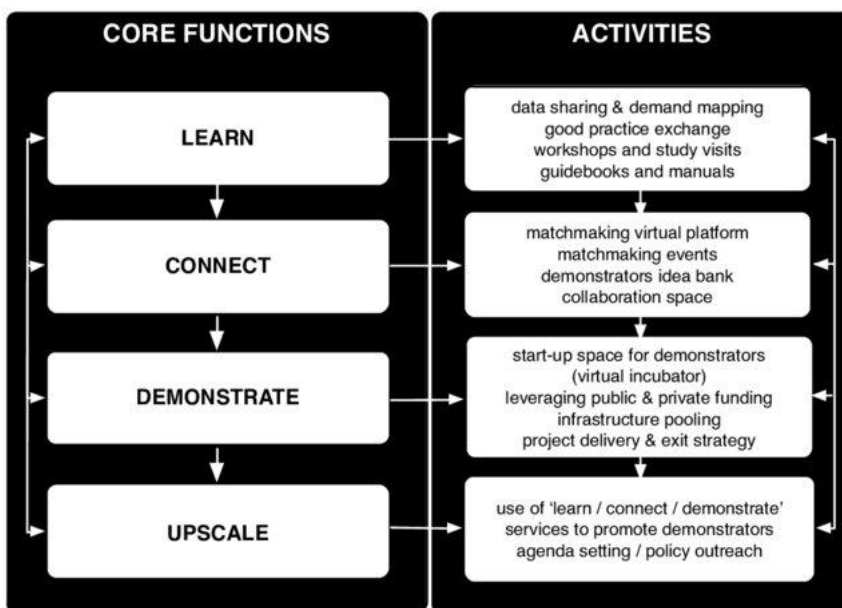 CORE FUNCTIONS
LEARN
CONNECT
DEMONSTRATE
UPSCALE
ACTIVITIES
data sharing & demand mapping
good practice exchange
workshops and study visits
guidebooks and manuals
matchmaking virtual platform
matchmaking events
demonstrators idea bank
collaboration space
start-up space for demonstrators
(virtual incubator)
leveraging public & private funding
infrastructure pooling
project delivery & exit strategy
use of ‘learn / connect / demonstrate’
services to promote demonstrators
agenda setting / policy outreach